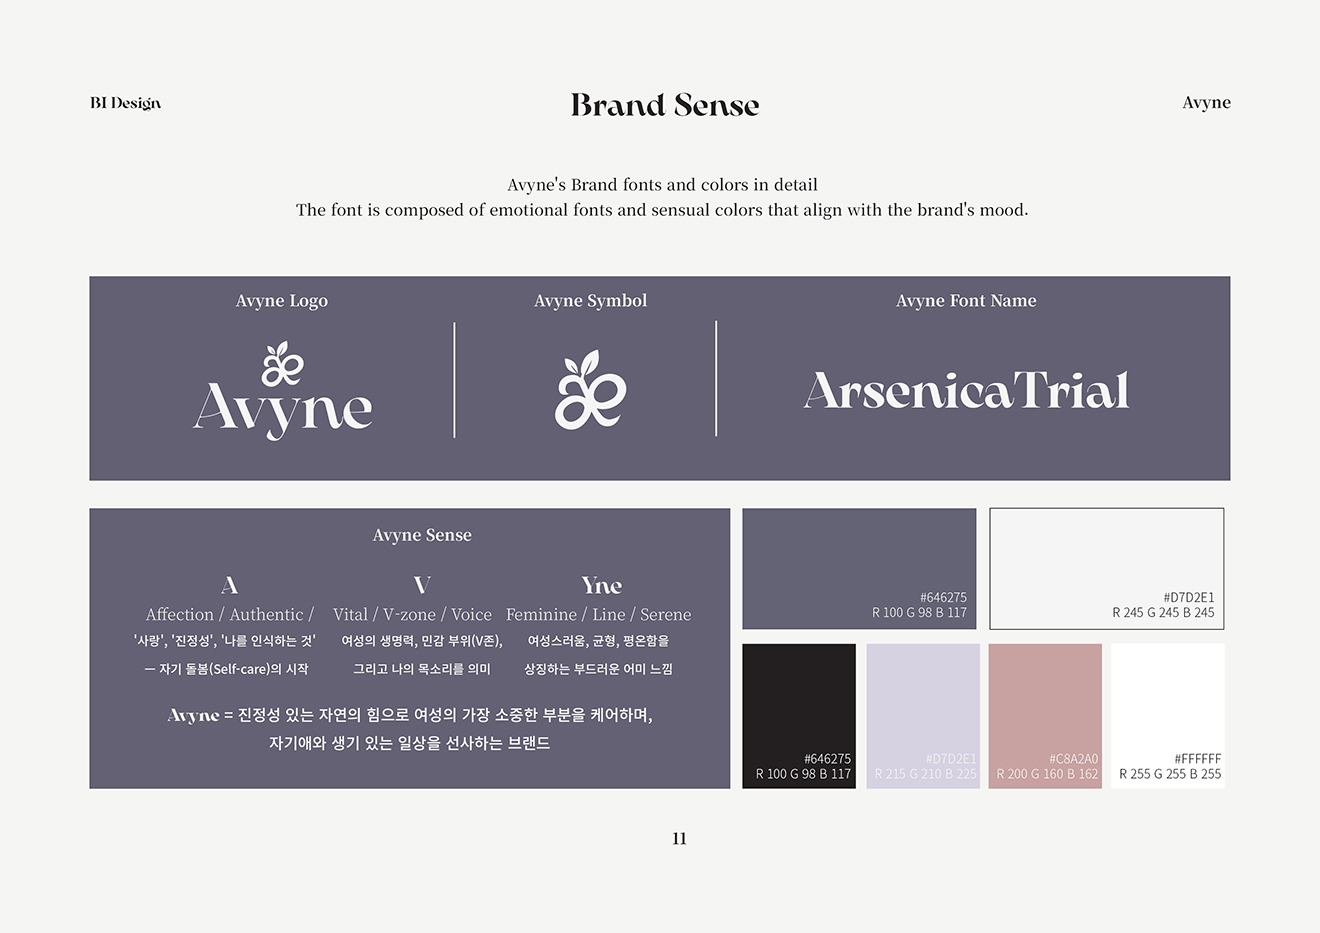 BI Design
Brand Sense
Avyne
Avyne's Brand fonts and colors in detail
The font is composed of emotional fonts and sensual colors that align with the brand's mood.
Avyne Logo
Avyne
Avyne Symbol
Avyne Font Name
ArsenicaTrial
Avyne Sense
A
Affection / Authentic /
'사랑', '진정성', '나를 인식하는 것'
— 자기 돌봄(Self-care)의 시작
V
Vital / V-zone / Voice
여성의 생명력, 민감 부위(V존),
그리고 나의 목소리를 의미
Yne
Feminine / Line / Serene
여성스러움, 균형, 평온함을
상징하는 부드러운 어미 느낌
Avyne = 진정성 있는 자연의 힘으로 여성의 가장 소중한 부분을 케어하며,
자기애와 생기 있는 일상을 선사하는 브랜드
#646275
R 100 G 98 B 117
#D7D2E1
R 245 G 245 B 245
#646275
R 100 G 98 B 117
#D7D2E1
R 215 G 210 B 225
#C8A2A0
R 200 G 160 B 162
#FFFFFF
R 255 G 255 B 255
11